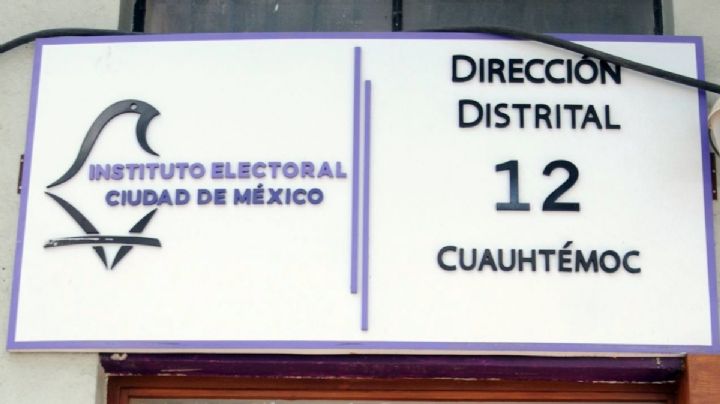 INSTITUTO ELECTORAL
CIUDAD DE MÉXICO
DIRECCIÓN
DISTRITAL
12
CUAUHTÉMOC